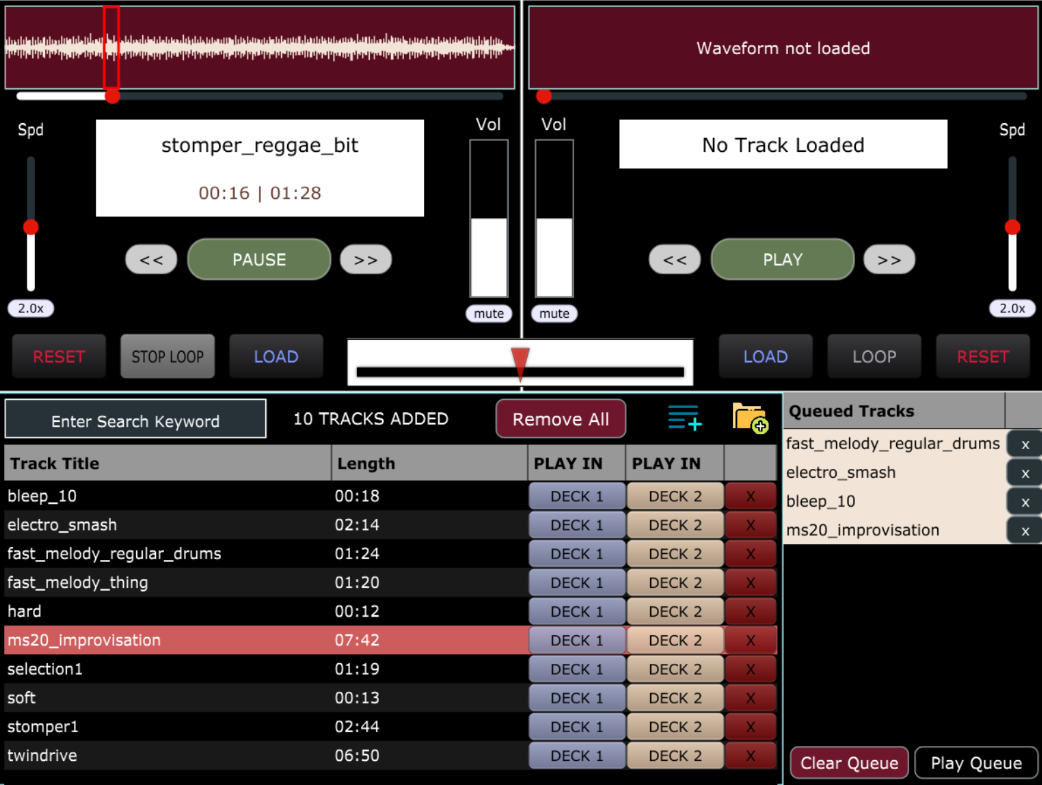 Waveform not loaded
Spd
stomper_reggae_bit
00:16 | 01:28
Vol
Vol
No Track Loaded
Spd
<<
PAUSE
>>
<<
PLAY
>>
2.0x
mute
mute
2.0x
RESET
STOP LOOP
LOAD
LOAD
LOOP
RESET
Enter Search Keyword
10 TRACKS ADDED
Remove All
Track Title Length PLAY IN PLAY IN
bleep_10 00:18 DECK 1 DECK 2 X
electro_smash 02:14 DECK 1 DECK 2 X
fast_melody_regular_drums 01:24 DECK 1 DECK 2 X
fast_melody_thing 01:20 DECK 1 DECK 2 X
hard 00:12 DECK 1 DECK 2 X
ms20_improvisation 07:42 DECK 1 DECK 2 X
selection1 01:19 DECK 1 DECK 2 X
soft 00:13 DECK 1 DECK 2 X
stomper1 02:44 DECK 1 DECK 2 X
twindrive 06:50 DECK 1 DECK 2 X
Queued Tracks
fast_melody_regular_drums x
electro_smash x
bleep_10 x
ms20_improvisation x
Clear Queue
Play Queue